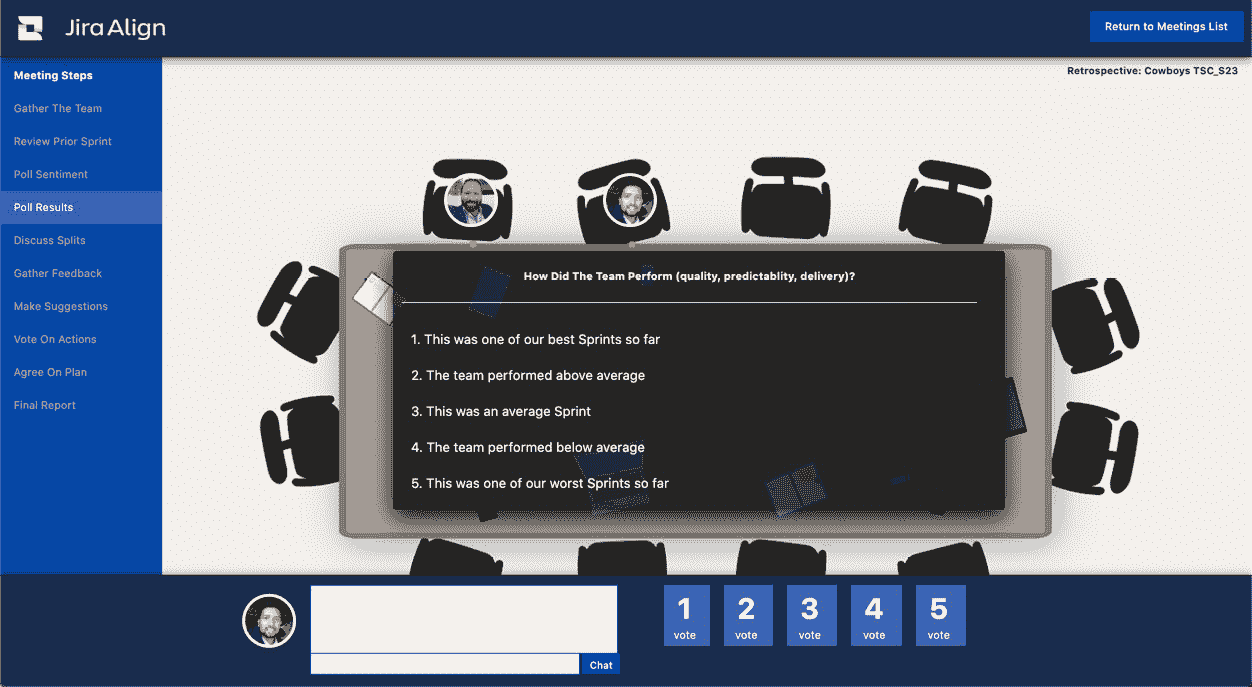 Jira Align
Return to Meetings List
Retrospective: Cowboys TSC_S23
Meeting Steps
Gather The Team
Review Prior Sprint
Poll Sentiment
Poll Results
Discuss Splits
Gather Feedback
Make Suggestions
Vote On Actions
Agree On Plan
Final Report
How Did The Team Perform (quality, predictablity, delivery)?
1. This was one of our best Sprints so far
2. The team performed above average
3. This was an average Sprint
4. The team performed below average
5. This was one of our worst Sprints so far
Chat
1 2 3 4 5
vote vote vote vote vote